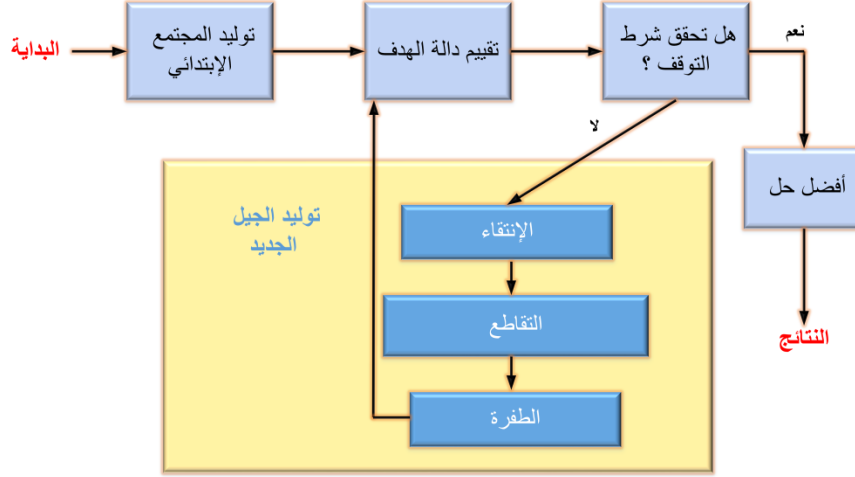 البداية
توليد المجتمع
الإبتدائي
تقييم دالة الهدف
هل تحقق شرط
التوقف ؟
نعم
لا
أفضل حل
النتائج
توليد الجيل
الجديد
الإنتقاء
التقاطع
الطفرة